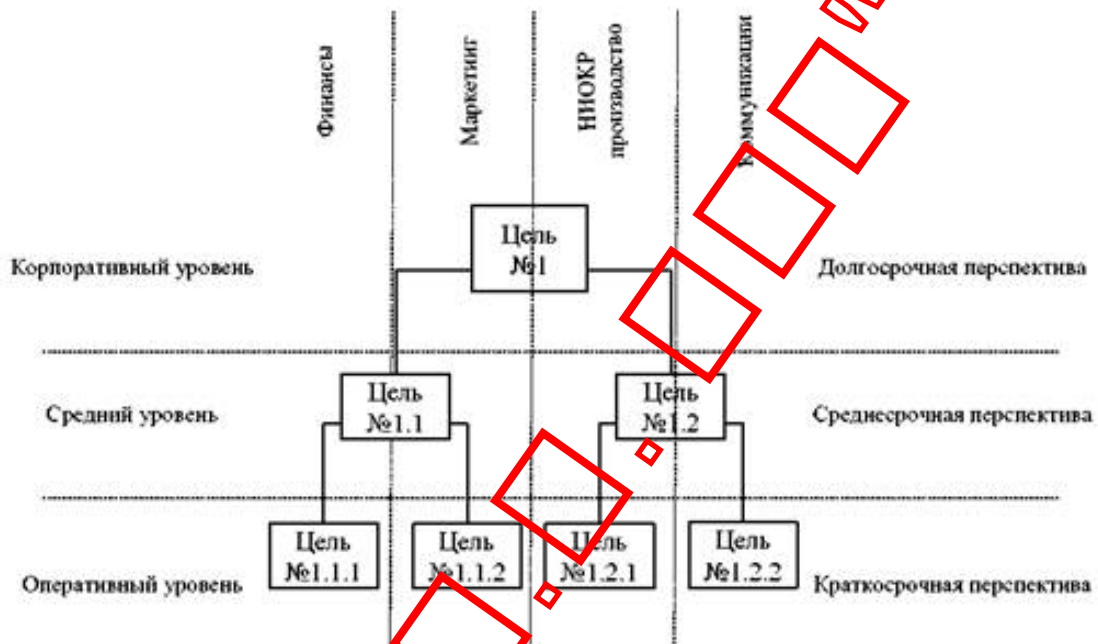 Финансы
Маркетинг
НИОКР
производство
Коммуникации
Цель
№1
Корпоративный уровень
Долгосрочная перспектива
Цель
№1.1
Цель
№1.2
Средний уровень
Среднесрочная перспектива
Цель
№1.1.1
Цель
№1.1.2
Цель
№1.2.1
Цель
№1.2.2
Оперативный уровень
Краткосрочная перспектива